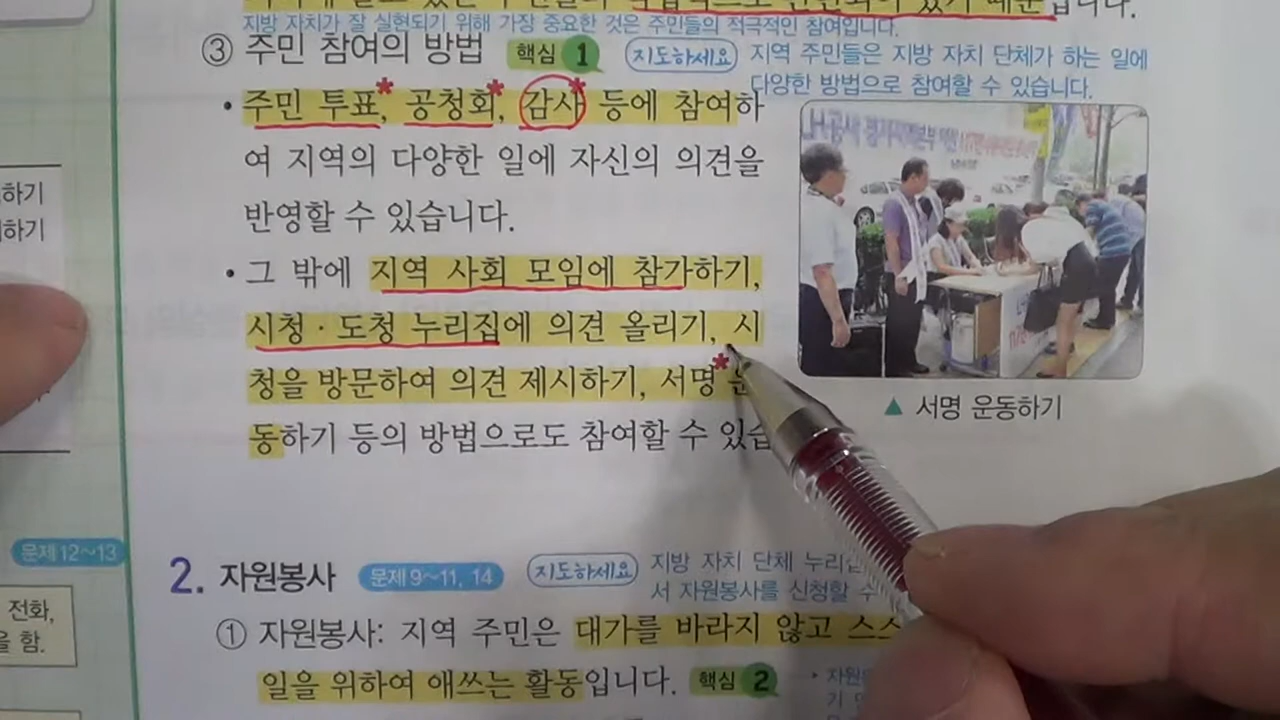 지방 자치가 잘 실현되기 위해 가장 중요한 것은 주민들의 적극적인 참여입니다.
③ 주민 참여의 방법 핵심 1 지도하세요 지역 주민들은 지방 자치 단체가 하는 일에
다양한 방법으로 참여할 수 있습니다.
• 주민 투표*, 공청회*, 감사* 등에 참여하
여 지역의 다양한 일에 자신의 의견을
반영할 수 있습니다.
• 그 밖에 지역 사회 모임에 참가하기,
시청·도청 누리집에 의견 올리기, 시
청을 방문하여 의견 제시하기, 서명*
동하기 등의 방법으로도 참여할 수 있습
▲ 서명 운동하기
하기
하기
문제 12~13
전화,
을 함.
2. 자원봉사 문제 9~11, 14 지도하세요 지방 자치 단체
서 자원봉사를 신청할 수
① 자원봉사: 지역 주민은 대가를 바라지 않고 스스
일을 위하여 애쓰는 활동입니다. 핵심 2